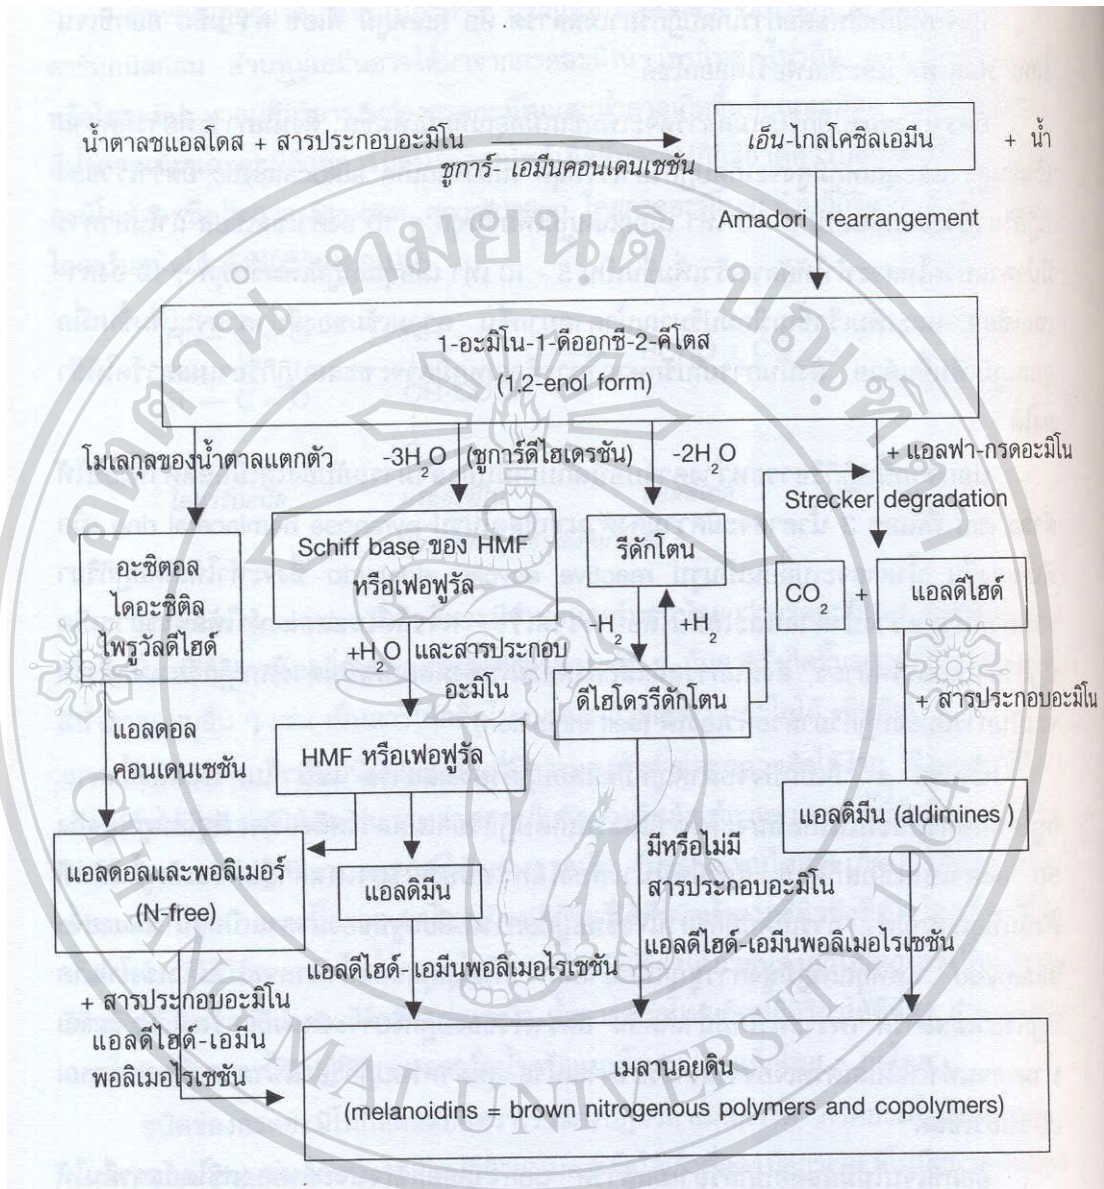 น้ำตาลชแอลโดส + สารประกอบอะมิโน
ชูการ์- เอมีนคอนเดนเซชัน
เอ็น-ไกลโคซิลเอมีน
+ น้ำ
Amadori rearrangement
1-อะมิโน-1-ดีออกซี-2-คีโตส
(1,2-enol form)
โมเลกุลของน้ำตาลแตกตัว
-3H2O (ชูการ์ดีไฮเดรชัน) -2H2O
+ แอลฟา-กรดอะมิโน
Strecker degradation
อะซิตอล
ไดอะซิติล
ไพรูวัลดีไฮด์
Schiff base ของ HMF
หรือเฟอฟูรัล
รีดักโตน
CO2 + แอลดีไฮด์
-H2
+H2
+H2O และสารประกอบ
อะมิโน
ดีไฮโดรรีดักโตน
+ สารประกอบอะมิโน
แอลดอล
คอนเดนเซชัน
HMF หรือเฟอฟูรัล
แอลดิมีน (aldimines )
แอลดอลและพอลิเมอร์
(N-free)
แอลดิมีน
มีหรือไม่มี
สารประกอบอะมิโน
แอลดีไฮด์-เอมีนพอลิเมอไรเซชัน
แอลดีไฮด์-เอมีนพอลิเมอไรเซชัน
+ สารประกอบอะมิโน
แอลดีไฮด์-เอมีน
พอลิเมอไรเซชัน
เมลานอยดิน
(melanoidins = brown nitrogenous polymers and copolymers)
CHIANG MAI UNIVERSITY 1964